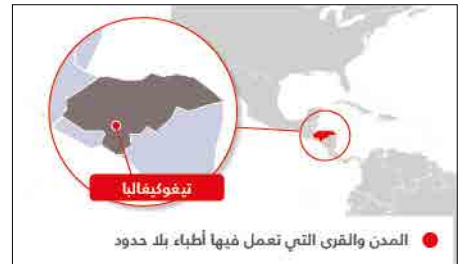 تيغوكيغالبا
المدن والقرى التي تعمل فيها أطباء بلا حدود